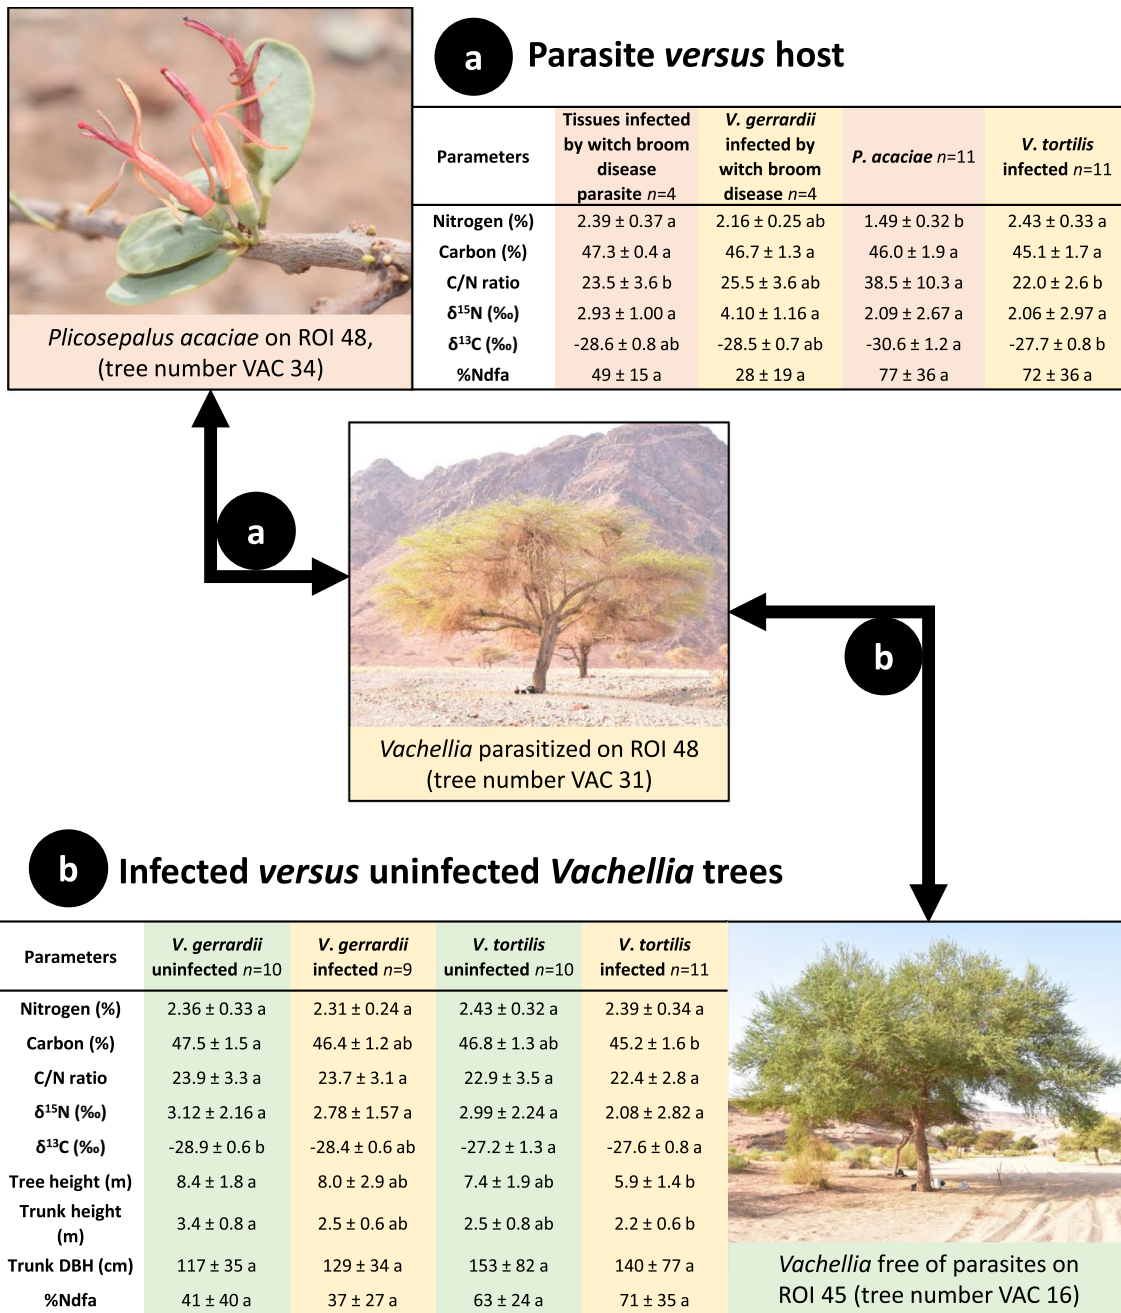 a Parasite versus host
Parameters
Tissues infected
by witch broom
disease
parasite n=4
V. gerrardii
infected by
witch broom
disease n=4
P. acaciae n=11
V. tortilis
infected n=11
Nitrogen (%) 2.39 ± 0.37 a 2.16 ± 0.25 ab 1.49 ± 0.32 b 2.43 ± 0.33 a
Carbon (%) 47.3 ± 0.4 a 46.7 ± 1.3 a 46.0 ± 1.9 a 45.1 ± 1.7 a
C/N ratio 23.5 ± 3.6 b 25.5 ± 3.6 ab 38.5 ± 10.3 a 22.0 ± 2.6 b
δ¹⁵N (‰) 2.93 ± 1.00 a 4.10 ± 1.16 a 2.09 ± 2.67 a 2.06 ± 2.97 a
δ¹³C (‰) -28.6 ± 0.8 ab -28.5 ± 0.7 ab -30.6 ± 1.2 a -27.7 ± 0.8 b
%Ndfa 49 ± 15 a 28 ± 19 a 77 ± 36 a 72 ± 36 a
Plicosepalus acaciae on ROI 48,
(tree number VAC 34)
a
b
Vachellia parasitized on ROI 48
(tree number VAC 31)
b Infected versus uninfected Vachellia trees
Parameters
V. gerrardii
uninfected n=10
V. gerrardii
infected n=9
V. tortilis
uninfected n=10
V. tortilis
infected n=11
Nitrogen (%) 2.36 ± 0.33 a 2.31 ± 0.24 a 2.43 ± 0.32 a 2.39 ± 0.34 a
Carbon (%) 47.5 ± 1.5 a 46.4 ± 1.2 ab 46.8 ± 1.3 ab 45.2 ± 1.6 b
C/N ratio 23.9 ± 3.3 a 23.7 ± 3.1 a 22.9 ± 3.5 a 22.4 ± 2.8 a
δ¹⁵N (‰) 3.12 ± 2.16 a 2.78 ± 1.57 a 2.99 ± 2.24 a 2.08 ± 2.82 a
δ¹³C (‰) -28.9 ± 0.6 b -28.4 ± 0.6 ab -27.2 ± 1.3 a -27.6 ± 0.8 a
Tree height (m) 8.4 ± 1.8 a 8.0 ± 2.9 ab 7.4 ± 1.9 ab 5.9 ± 1.4 b
Trunk height
(m) 3.4 ± 0.8 a 2.5 ± 0.6 ab 2.5 ± 0.8 ab 2.2 ± 0.6 b
Trunk DBH (cm) 117 ± 35 a 129 ± 34 a 153 ± 82 a 140 ± 77 a
%Ndfa 41 ± 40 a 37 ± 27 a 63 ± 24 a 71 ± 35 a
Vachellia free of parasites on
ROI 45 (tree number VAC 16)